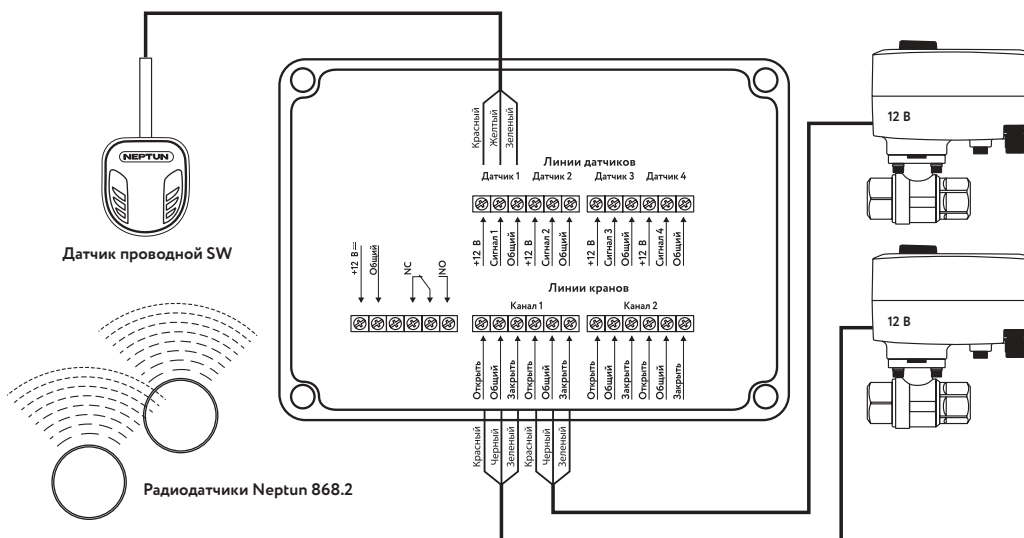 Красный
Желтый
Зеленый
12 В
NEPTUN
Линии датчиков
Датчик 1 Датчик 2 Датчик 3 Датчик 4
Датчик проводной SW
+12 В
Сигнал 1
Общий
+12 В
Сигнал 2
Общий
+12 В
Сигнал 3
Общий
+12 В
Сигнал 4
Общий
+12 В
Общий
NC
NO
Линии кранов
Канал 1 Канал 2
12 В
Открыть
Общий
Закрыть
Открыть
Общий
Закрыть
Открыть
Общий
Закрыть
Открыть
Общий
Закрыть
Красный
Черный
Зеленый
Красный
Черный
Зеленый
Радиодатчики Neptun 868.2